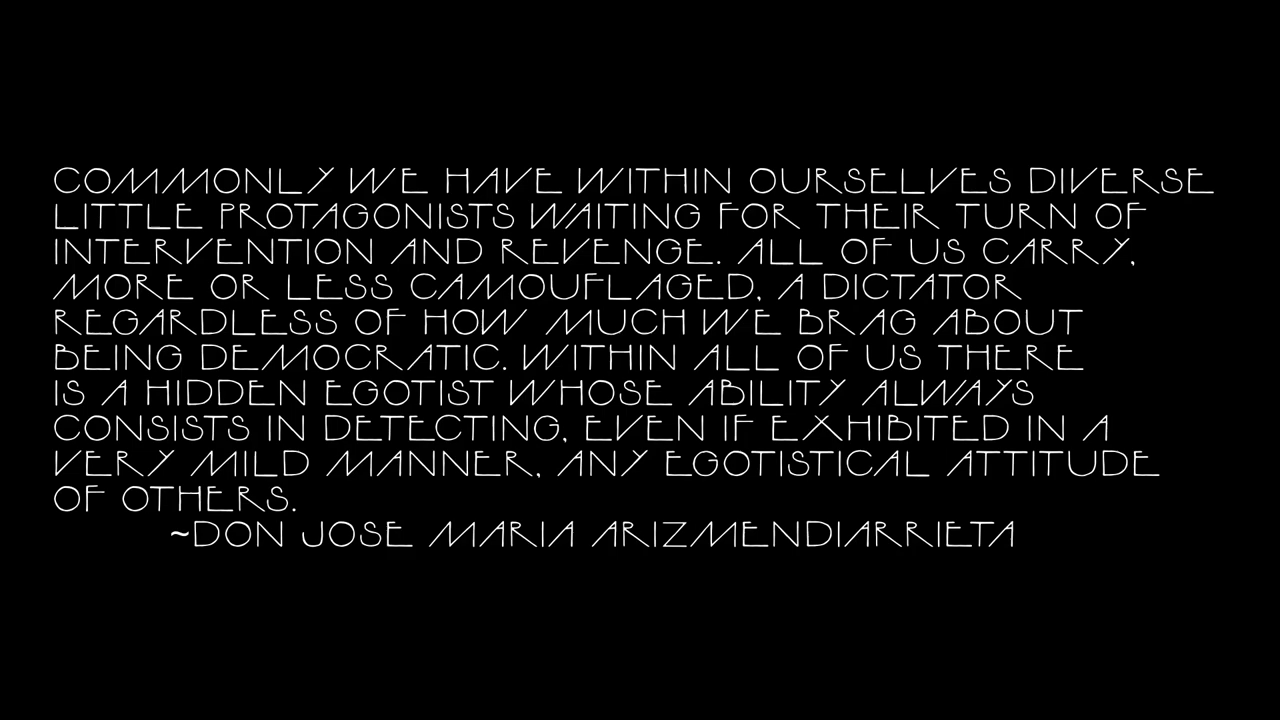 COMMONLY WE HAVE WITHIN OURSELVES DIVERSE
LITTLE PROTAGONISTS WAITING FOR THEIR TURN OF
INTERVENTION AND REVENGE. ALL OF US CARRY,
MORE OR LESS CAMOUFLAGED, A DICTATOR
REGARDLESS OF HOW MUCH WE BRAG ABOUT
BEING DEMOCRATIC. WITHIN ALL OF US THERE
IS A HIDDEN EGOTIST WHOSE ABILITY ALWAYS
CONSISTS IN DETECTING, EVEN IF EXHIBITED IN A
VERY MILD MANNER, ANY EGOTISTICAL ATTITUDE
OF OTHERS.
~DON JOSE MARIA ARIZMENDIARRIETA